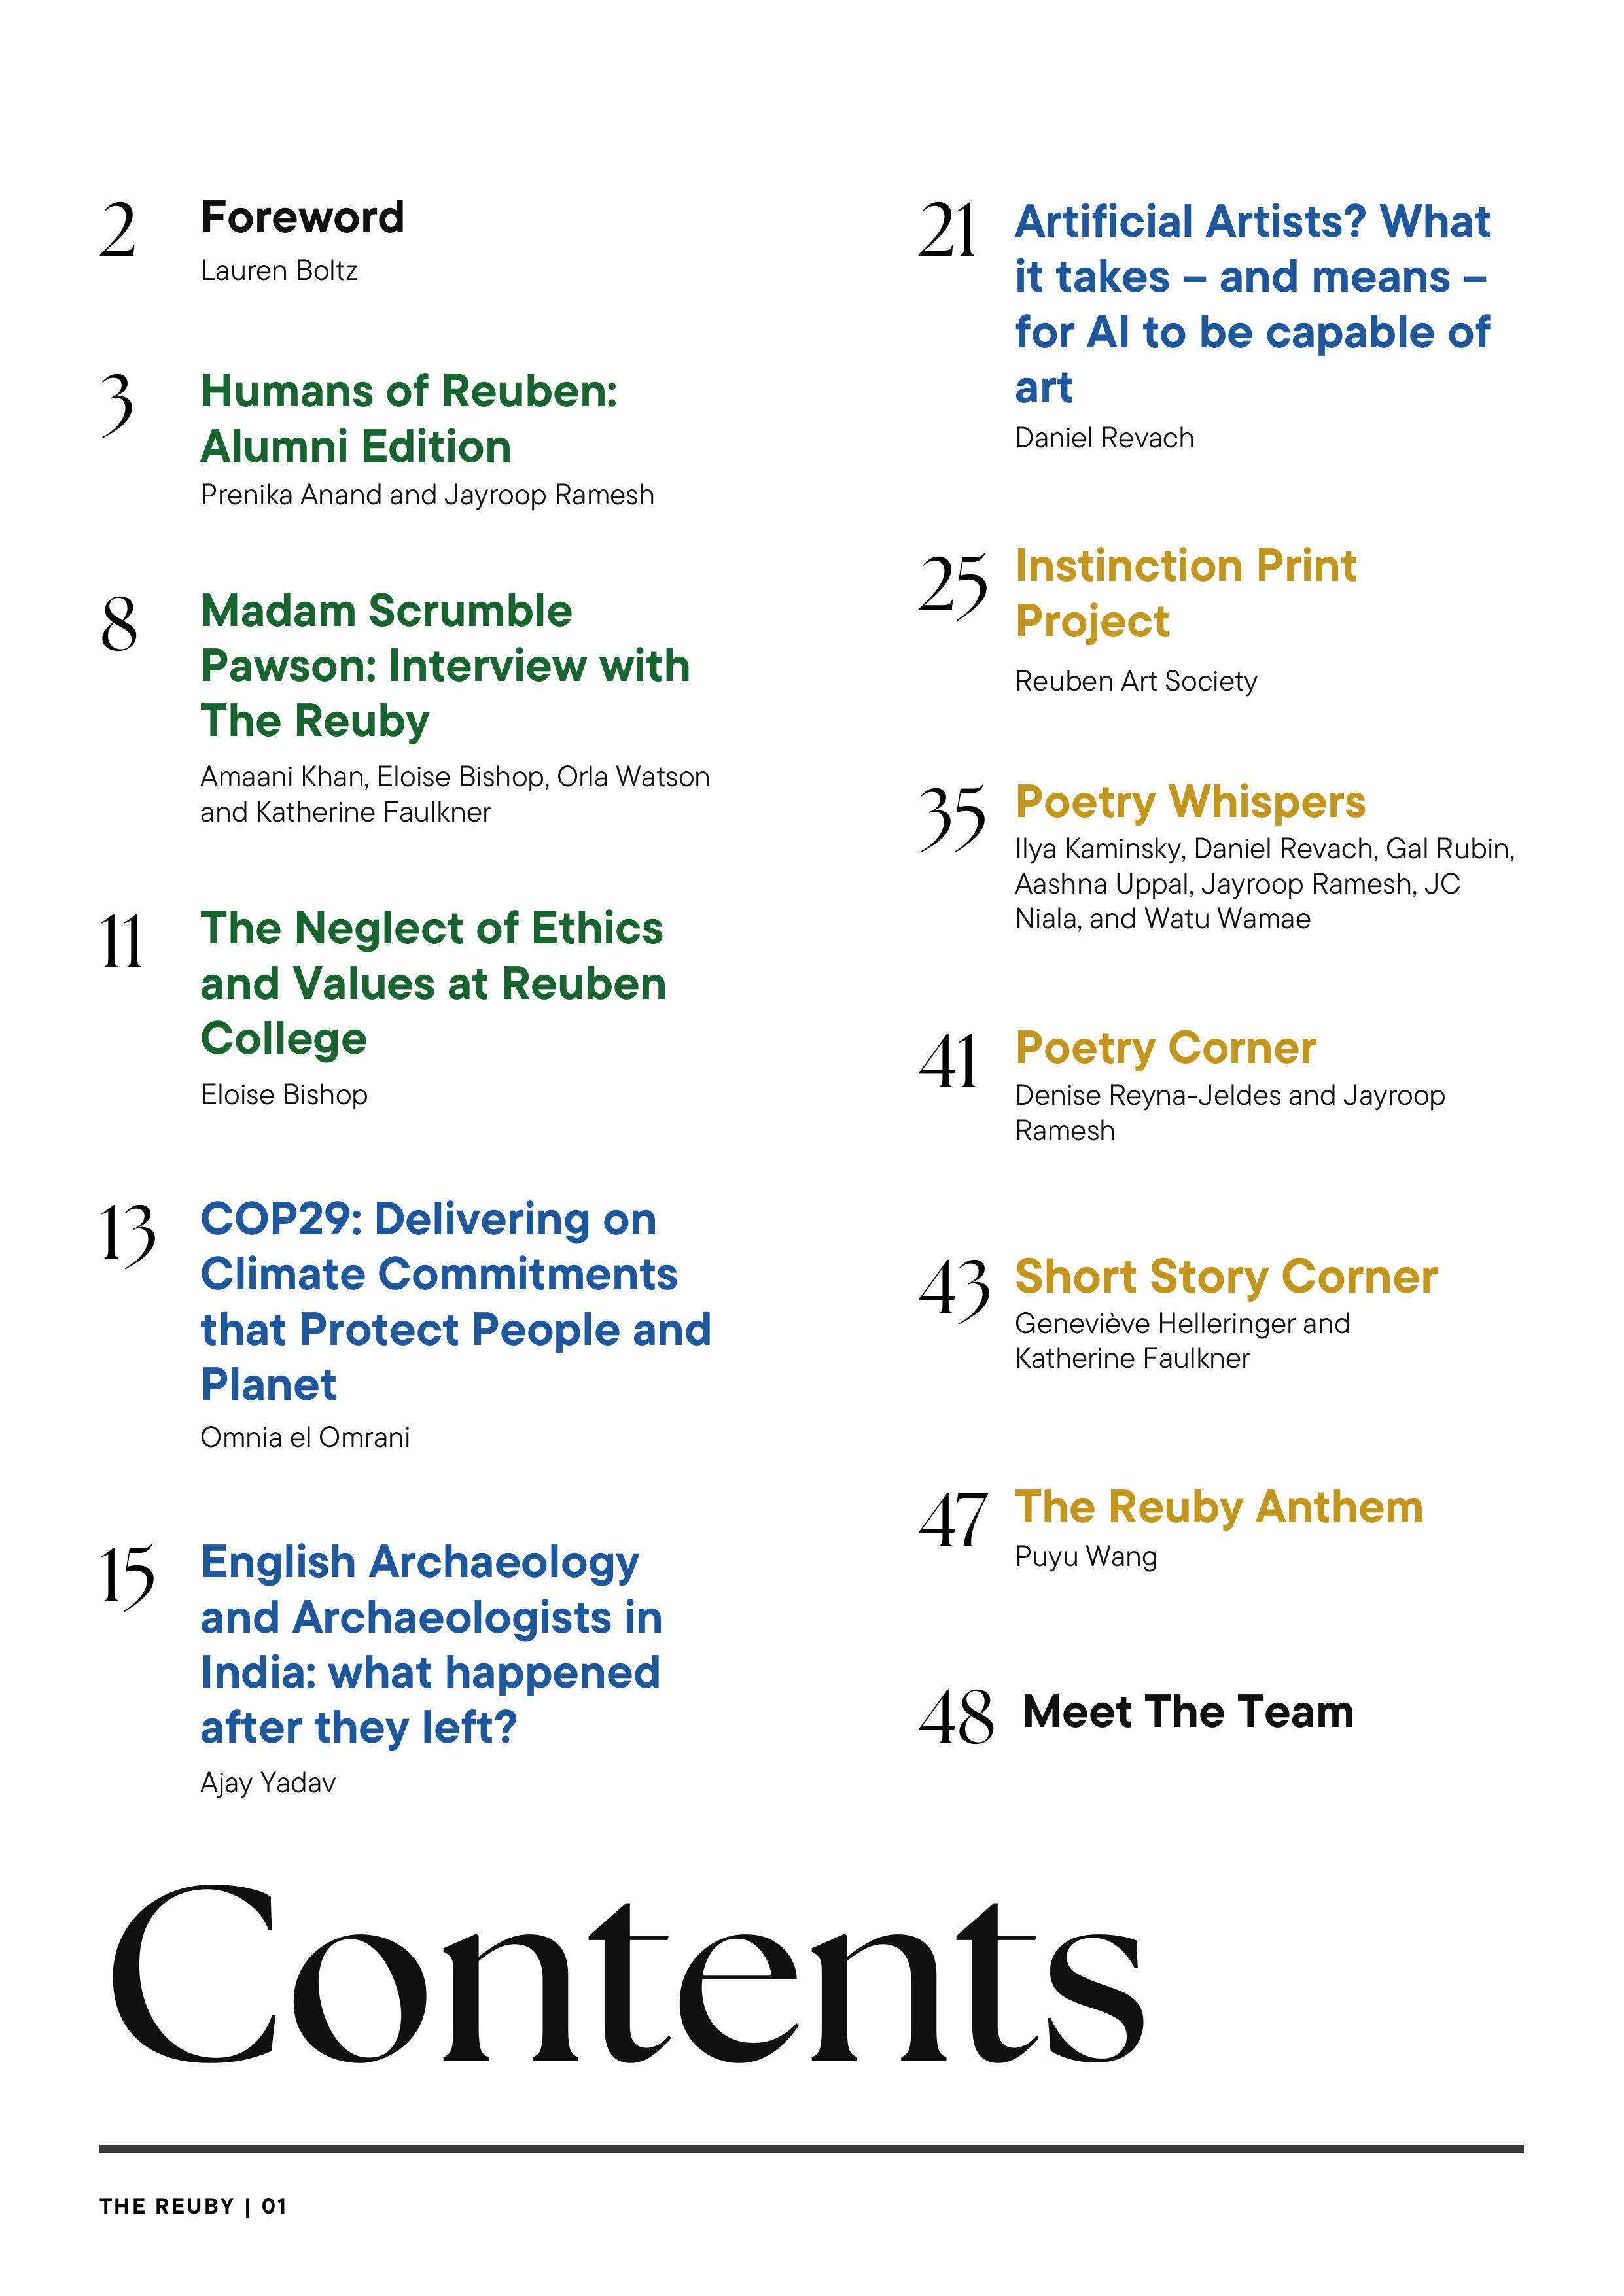 2
Foreword
Lauren Boltz
3
Humans of Reuben:
Alumni Edition
Prenika Anand and Jayroop Ramesh
8
Madam Scrumble
Pawson: Interview with
The Reuby
Amaani Khan, Eloise Bishop, Orla Watson
and Katherine Faulkner
11
The Neglect of Ethics
and Values at Reuben
College
Eloise Bishop
13
COP29: Delivering on
Climate Commitments
that Protect People and
Planet
Omnia el Omrani
15
English Archaeology
and Archaeologists in
India: what happened
after they left?
Ajay Yadav
21
Artificial Artists? What
it takes – and means –
for AI to be capable of
art
Daniel Revach
25
Instinction Print
Project
Reuben Art Society
35
Poetry Whispers
Ilya Kaminsky, Daniel Revach, Gal Rubin,
Aashna Uppal, Jayroop Ramesh, JC
Niala, and Watu Wamae
41
Poetry Corner
Denise Reyna-Jeldes and Jayroop
Ramesh
43
Short Story Corner
Geneviève Helleringer and
Katherine Faulkner
47
The Reuby Anthem
Puyu Wang
48
Meet The Team
Contents
THE REUBY | 01